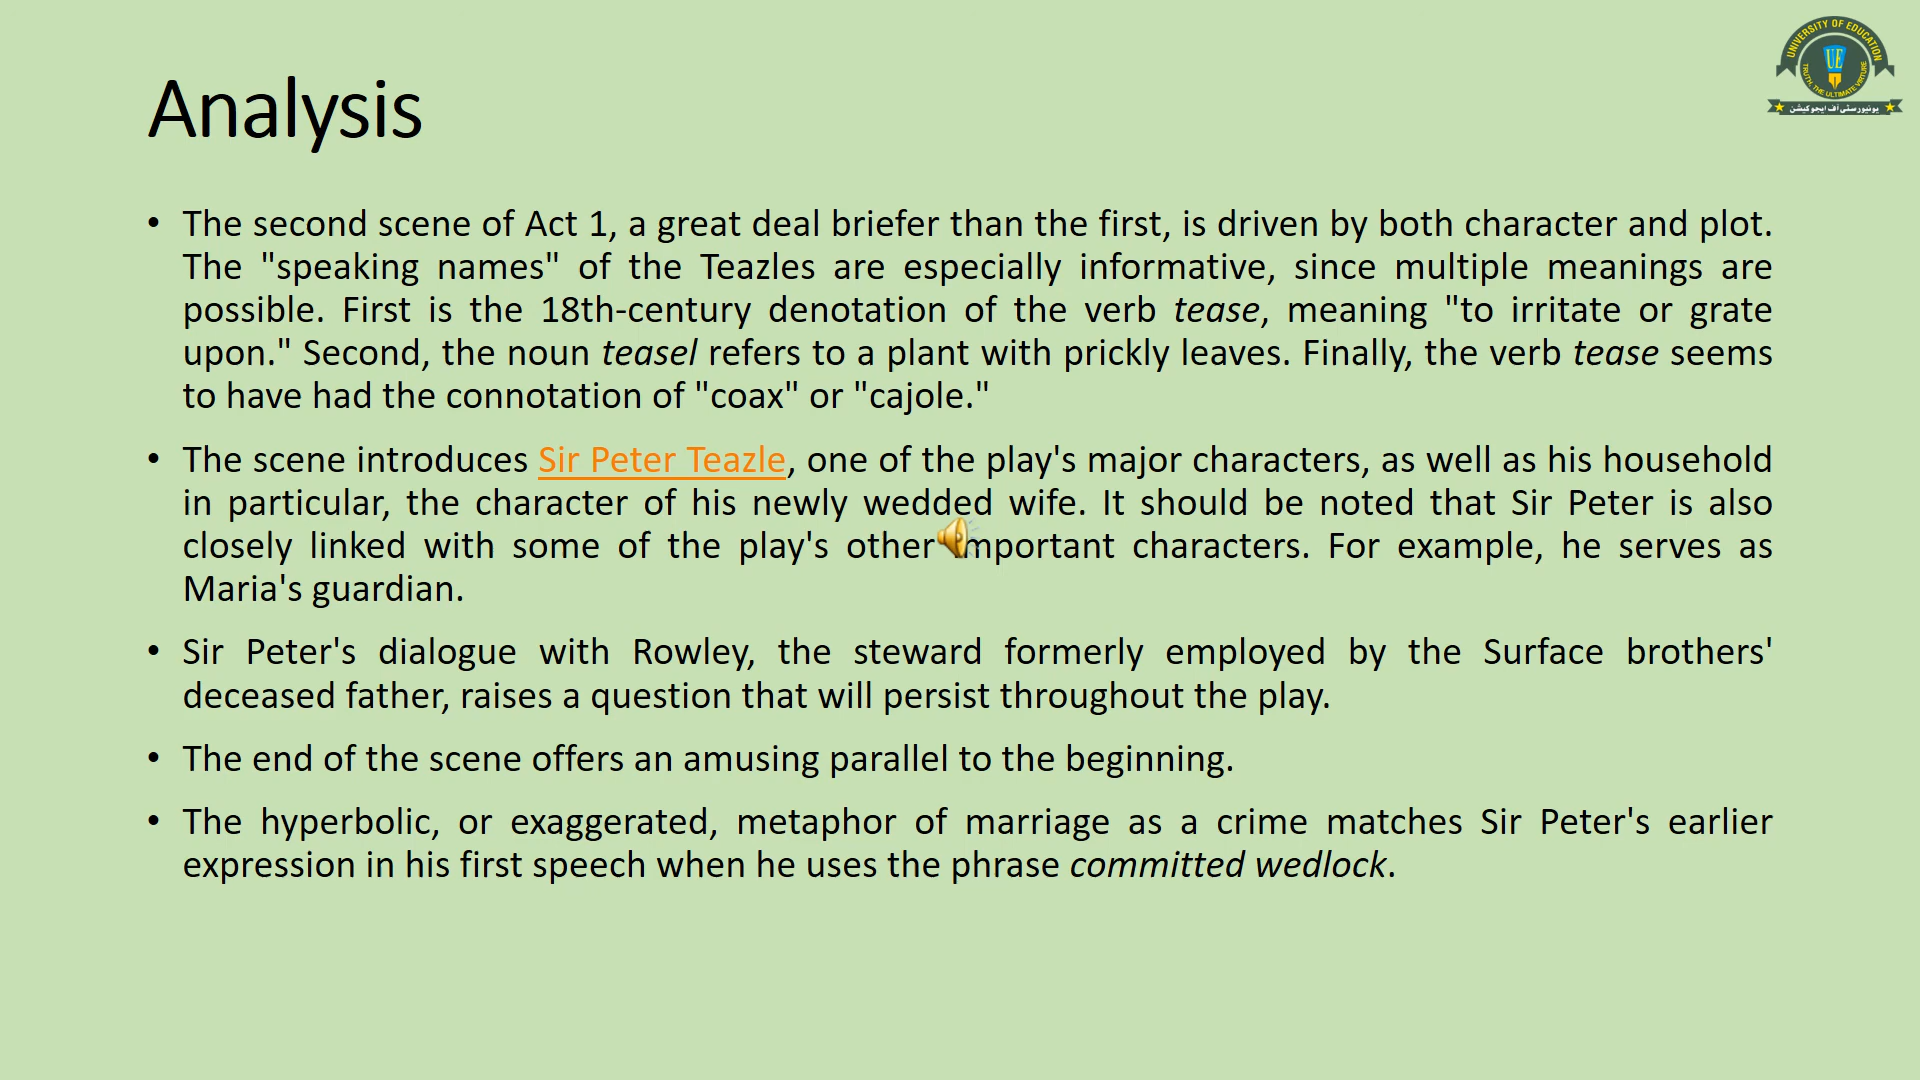 UNIVERSITY OF EDUCATION
UE
TRUTH, THE ULTIMATE VIRTUE
یونیورسٹی آف ایجوکیشن
Analysis
• The second scene of Act 1, a great deal briefer than the first, is driven by both character and plot.
The "speaking names" of the Teazles are especially informative, since multiple meanings are
possible. First is the 18th-century denotation of the verb tease, meaning "to irritate or grate
upon." Second, the noun teasel refers to a plant with prickly leaves. Finally, the verb tease seems
to have had the connotation of "coax" or "cajole."
• The scene introduces Sir Peter Teazle, one of the play's major characters, as well as his household
in particular, the character of his newly wedded wife. It should be noted that Sir Peter is also
closely linked with some of the play's other important characters. For example, he serves as
Maria's guardian.
• Sir Peter's dialogue with Rowley, the steward formerly employed by the Surface brothers'
deceased father, raises a question that will persist throughout the play.
• The end of the scene offers an amusing parallel to the beginning.
• The hyperbolic, or exaggerated, metaphor of marriage as a crime matches Sir Peter's earlier
expression in his first speech when he uses the phrase committed wedlock.